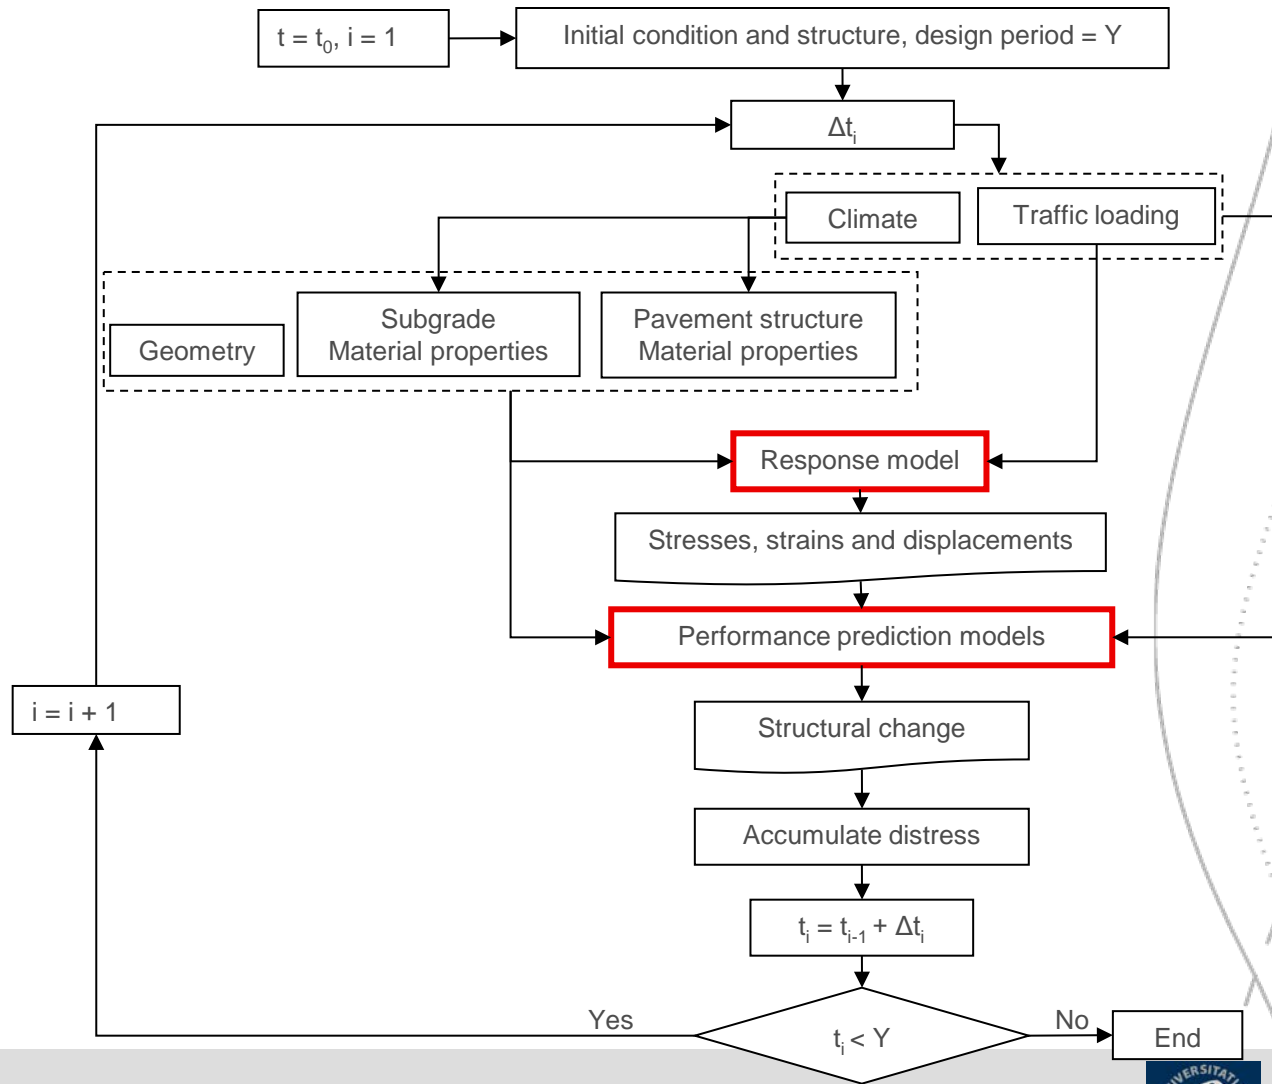 t = t₀, i = 1
Initial condition and structure, design period = Y
Δtᵢ
Climate
Traffic loading
Geometry
Subgrade
Material properties
Pavement structure
Material properties
Response model
Stresses, strains and displacements
Performance prediction models
i = i + 1
Structural change
Accumulate distress
tᵢ = tᵢ₋₁ + Δtᵢ
Yes
tᵢ < Y
No
End